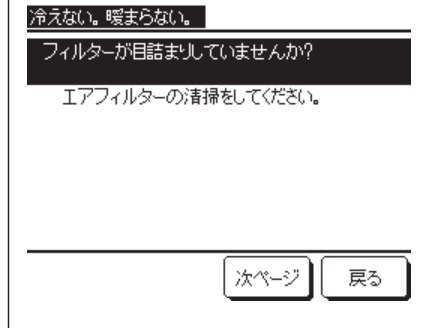 冷えない。暖まらない。
フィルターが目詰まりしていませんか?
エアフィルターの清掃をしてください。
次ページ 戻る